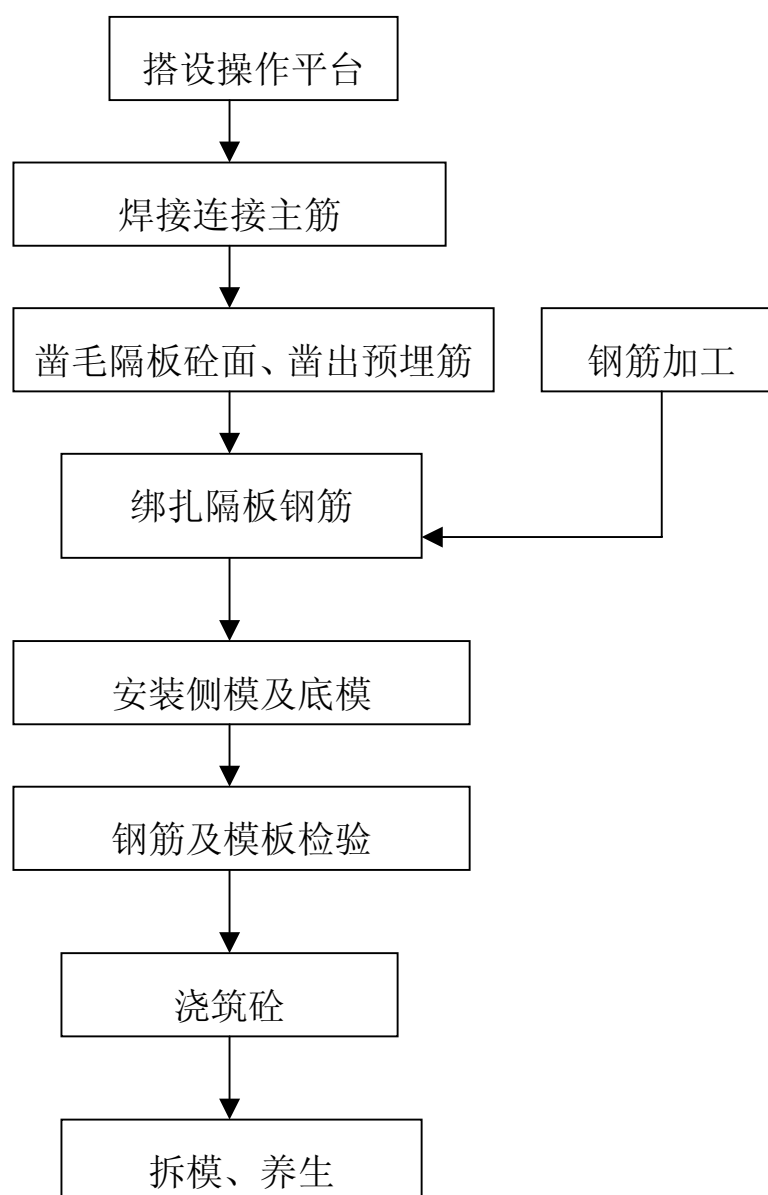 搭设操作平台
焊接连接主筋
凿毛隔板砼面、凿出预埋筋
钢筋加工
绑扎隔板钢筋
安装侧模及底模
钢筋及模板检验
浇筑砼
拆模、养生